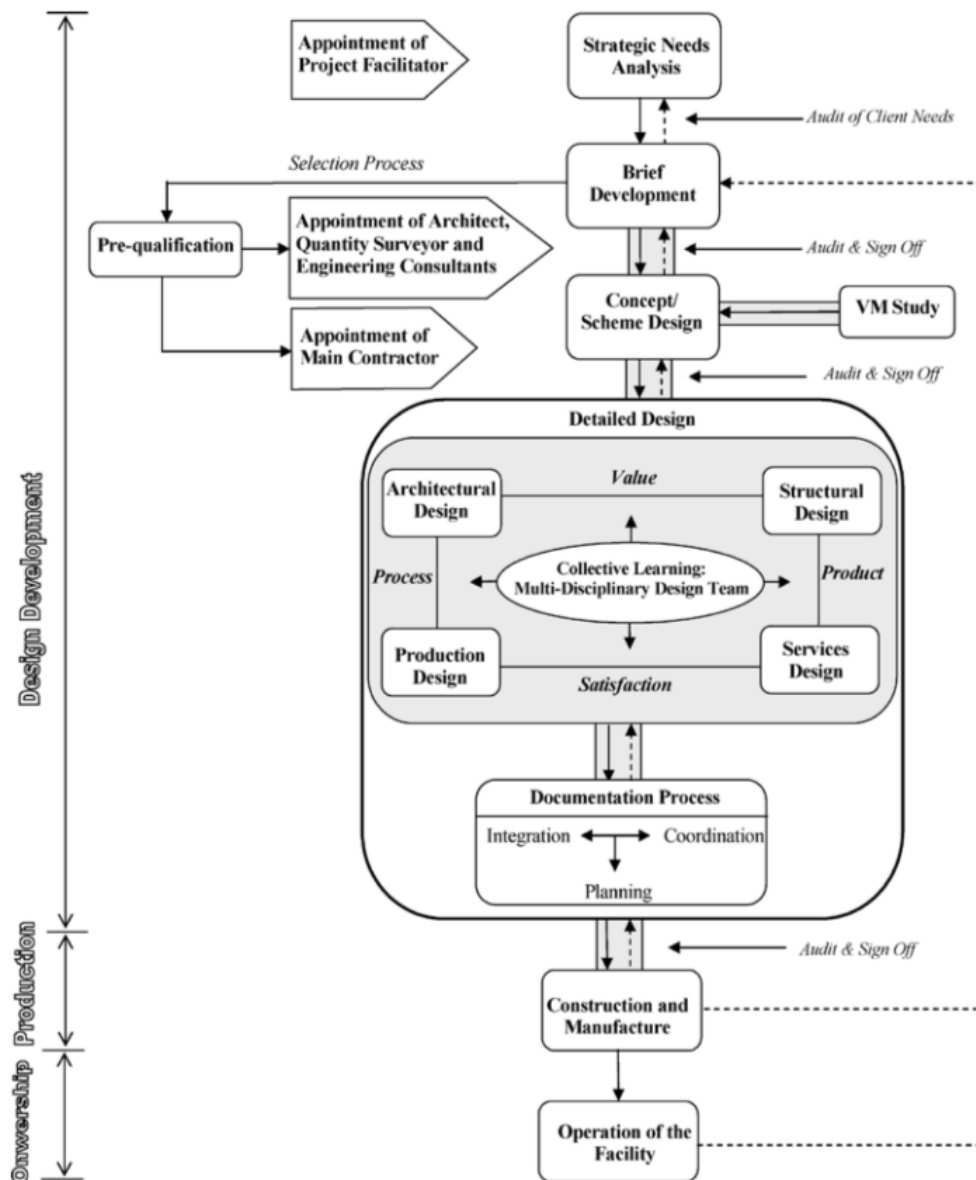 Appointment of
Project Facilitator
Strategic Needs
Analysis
Audit of Client Needs
Selection Process
Brief
Development
Pre-qualification
Appointment of Architect,
Quantity Surveyor and
Engineering Consultants
Audit & Sign Off
Concept/
Scheme Design
VM Study
Appointment of
Main Contractor
Audit & Sign Off
Detailed Design
Architectural
Design
Value
Structural
Design
Process
Collective Learning:
Multi-Disciplinary Design Team
Product
Production
Design
Satisfaction
Services
Design
Documentation Process
Integration
Coordination
Planning
Audit & Sign Off
Construction and
Manufacture
Operation of the
Facility
Design Development
Production
Onwership